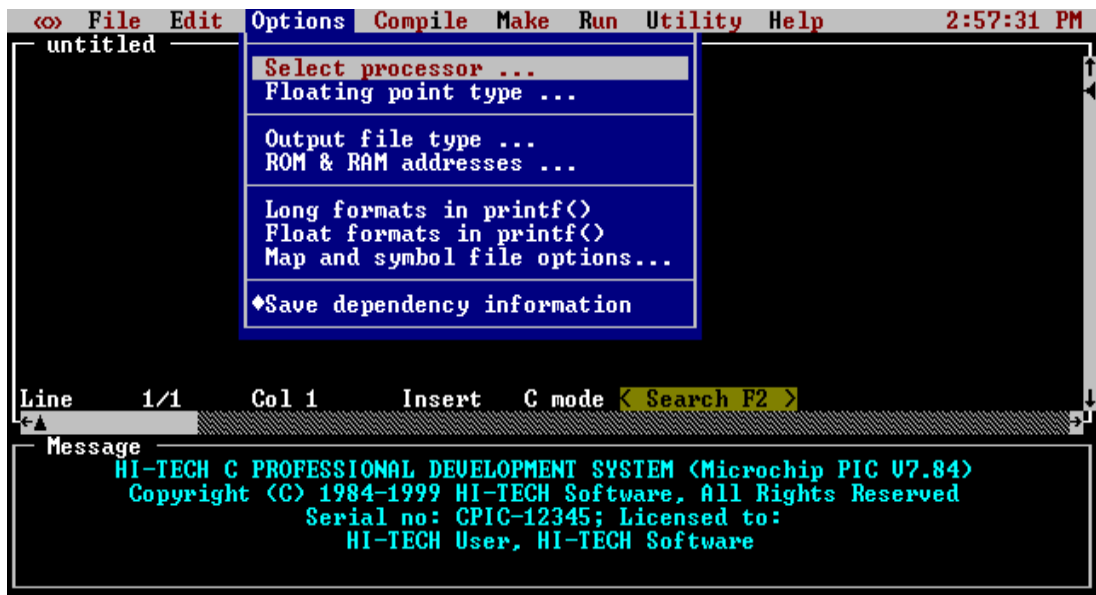 «» File Edit Options Compile Make Run Utility Help 2:57:31 PM
untitled
Select processor ...
Floating point type ...
Output file type ...
ROM & RAM addresses ...
Long formats in printf()
Float formats in printf()
Map and symbol file options...
♦Save dependency information
Line 1/1 Col 1 Insert C mode < Search F2 >
Message
HI-TECH C PROFESSIONAL DEVELOPMENT SYSTEM (Microchip PIC V7.84)
Copyright (C) 1984-1999 HI-TECH Software, All Rights Reserved
Serial no: CPIC-12345; Licensed to:
HI-TECH User, HI-TECH Software